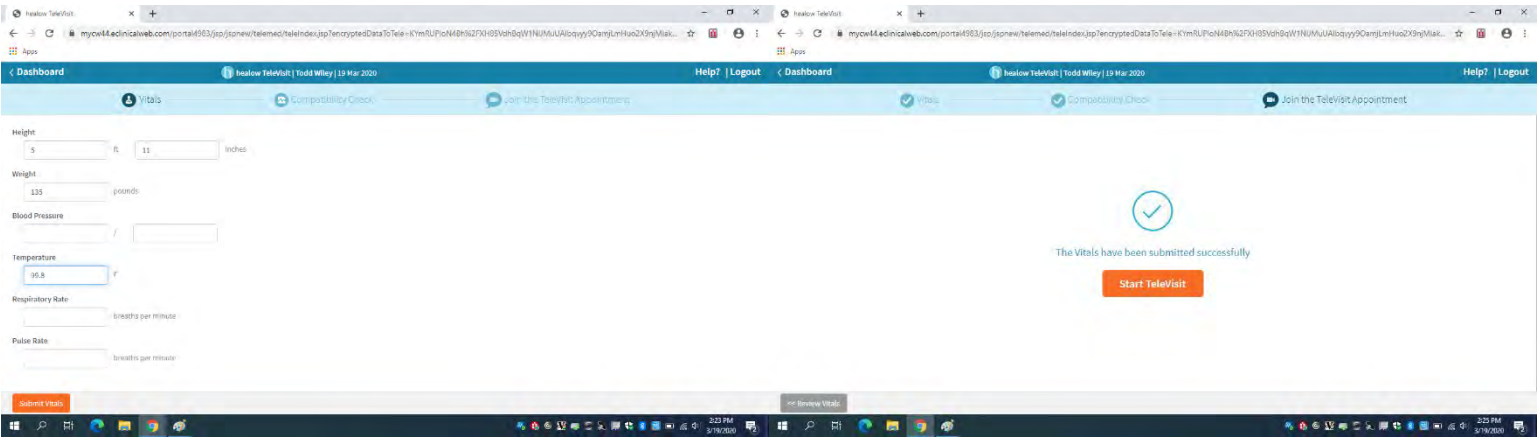 healow TeleVisit
mycw44.eclinicalweb.com/portal4963/jsp/jspnew/telemed/teleIndex.jsp?encryptedDataToTele=
Apps
< Dashboard
healow TeleVisit | Todd Wiley | 19 Mar 2020
Help? | Logout
Vitals
Compatibility Check
Join the TeleVisit Appointment
Height
5 ft 11 inches
Weight
135 pounds
Blood Pressure
/
Temperature
99.8 F
Respiratory Rate
breaths per minute
Pulse Rate
breaths per minute
Submit Vitals
2:23 PM
3/19/2020
healow TeleVisit
mycw44.eclinicalweb.com/portal4963/jsp/jspnew/telemed/teleIndex.jsp?encryptedDataToTele=
Apps
< Dashboard
healow TeleVisit | Todd Wiley | 19 Mar 2020
Help? | Logout
Vitals
Compatibility Check
Join the TeleVisit Appointment
The Vitals have been submitted successfully
Start TeleVisit
<< Review Vitals
2:25 PM
3/19/2020